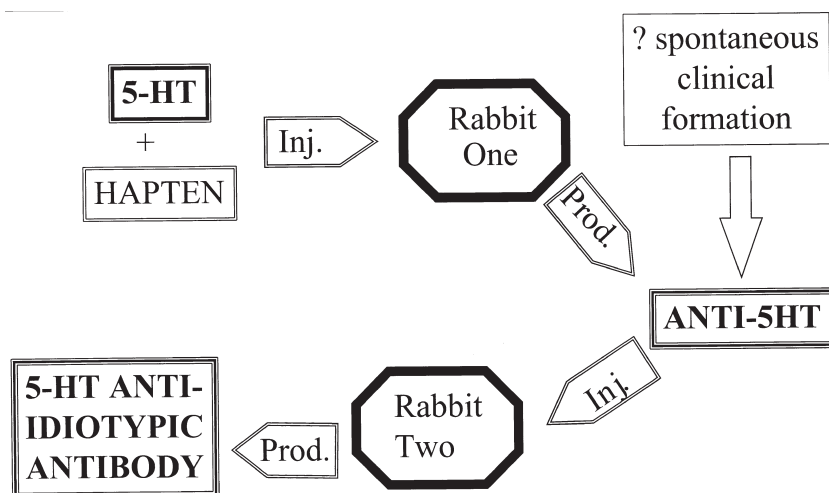 5-HT
+
HAPTEN
Inj.
Rabbit
One
? spontaneous
clinical
formation
Prod.
ANTI-5HT
Inj.
Rabbit
Two
Prod.
5-HT ANTI-
IDIOTYPIC
ANTIBODY